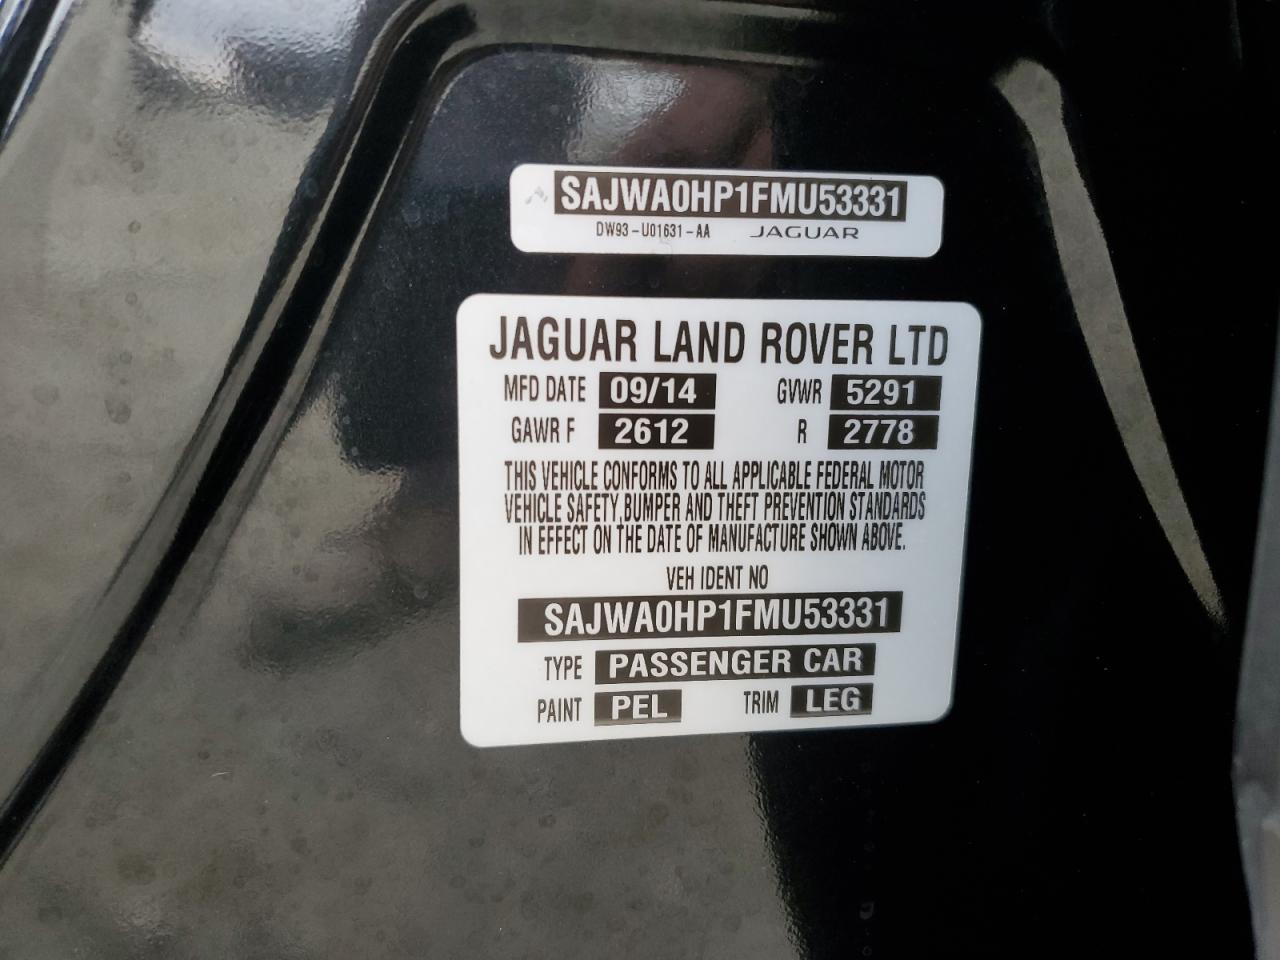 SAJWA0HP1FMU53331
DW93-U01631-AA JAGUAR
JAGUAR LAND ROVER LTD
MFD DATE 09/14 GVWR 5291
GAWR F 2612 R 2778
THIS VEHICLE CONFORMS TO ALL APPLICABLE FEDERAL MOTOR
VEHICLE SAFETY, BUMPER AND THEFT PREVENTION STANDARDS
IN EFFECT ON THE DATE OF MANUFACTURE SHOWN ABOVE.
VEH IDENT NO
SAJWA0HP1FMU53331
TYPE PASSENGER CAR
PAINT PEL TRIM LEG